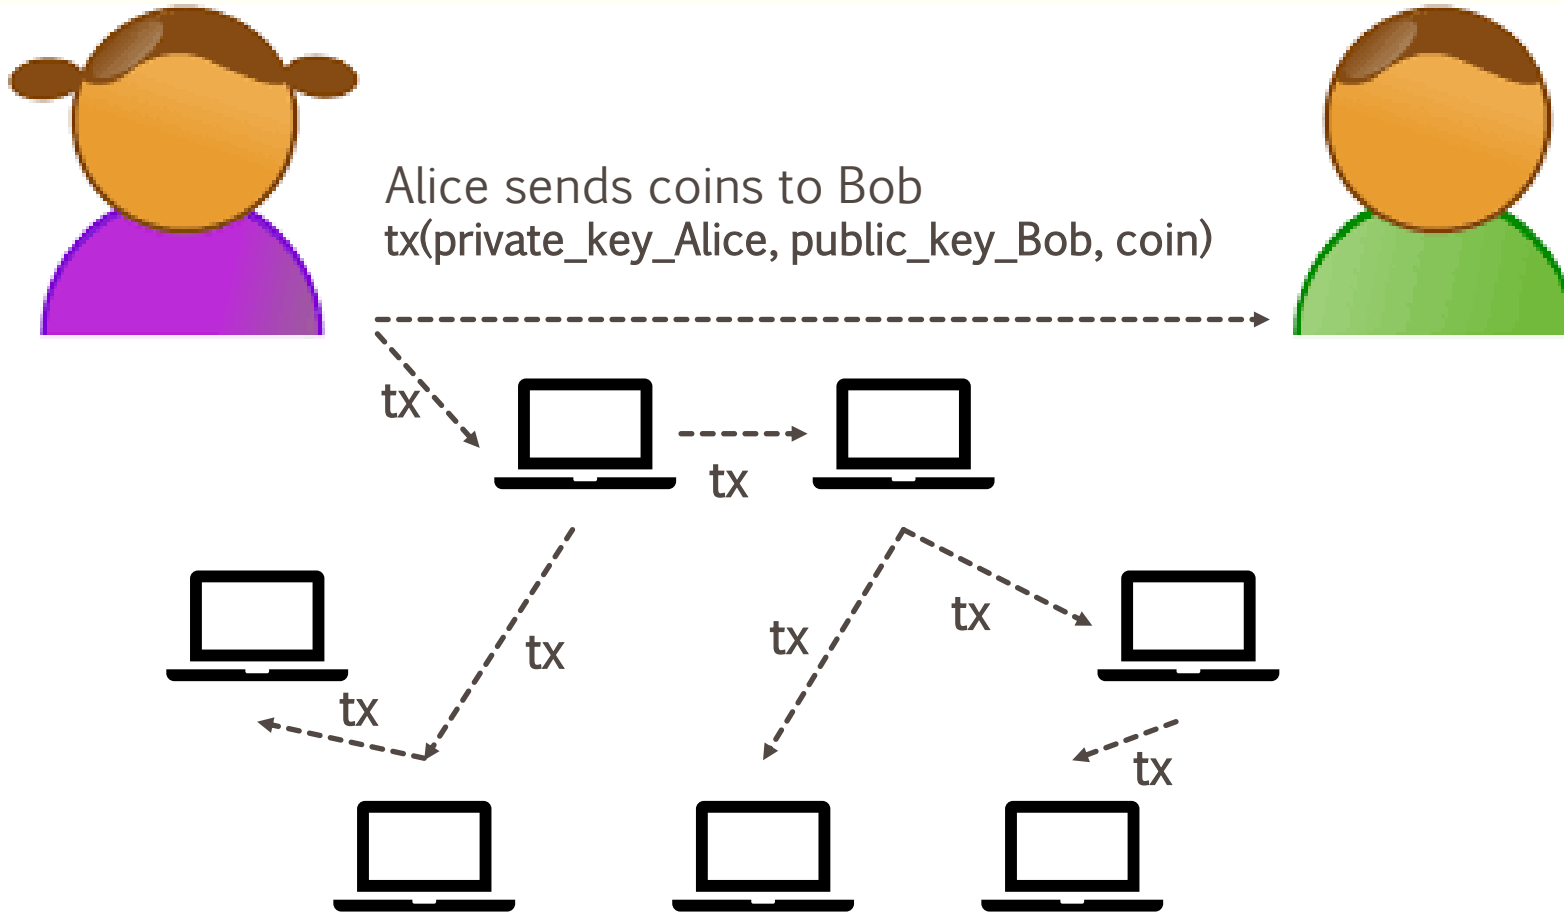 Alice sends coins to Bob
tx(private_key_Alice, public_key_Bob, coin)
tx
tx
tx
tx
tx
tx
tx